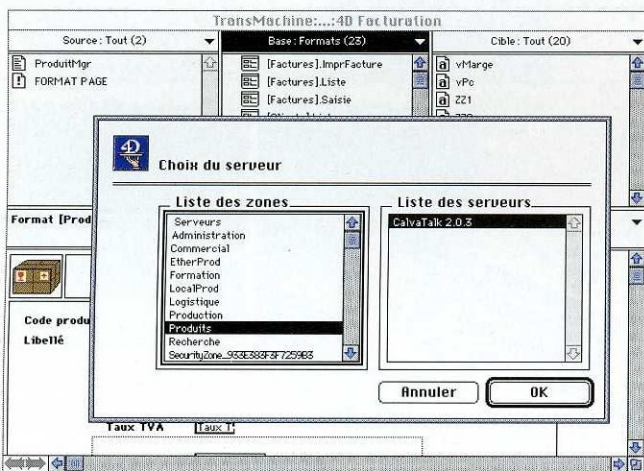 TransMachine:...:4D Facturation
Source : Tout (2)
Base : Formats (23)
Cible : Tout (20)
ProduitMgr
FORMAT PAGE
[Factures].ImprFacture
[Factures].Liste
[Factures].Saisie
vMarge
vPc
ZZ1
4D
Choix du serveur
Liste des zones
Serveurs
Administration
Commercial
EtherProd
Formation
LocalProd
Logistique
Production
Produits
Recherche
Liste des serveurs
CalvaTalk 2.0.3
Annuler
OK
Format [Prod
Code produ
Libellé
Taux TVA